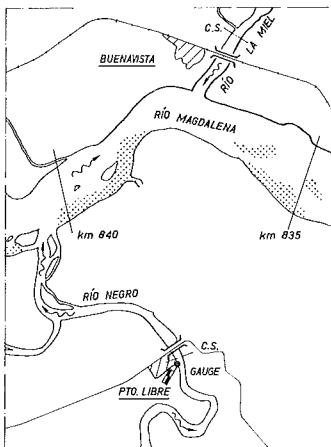 C.S.
LA MIEL
RÍO
BUENAVISTA
RÍO MAGDALENA
km 840
km 835
RÍO NEGRO
C.S.
GAUGE
PTO. LIBRE